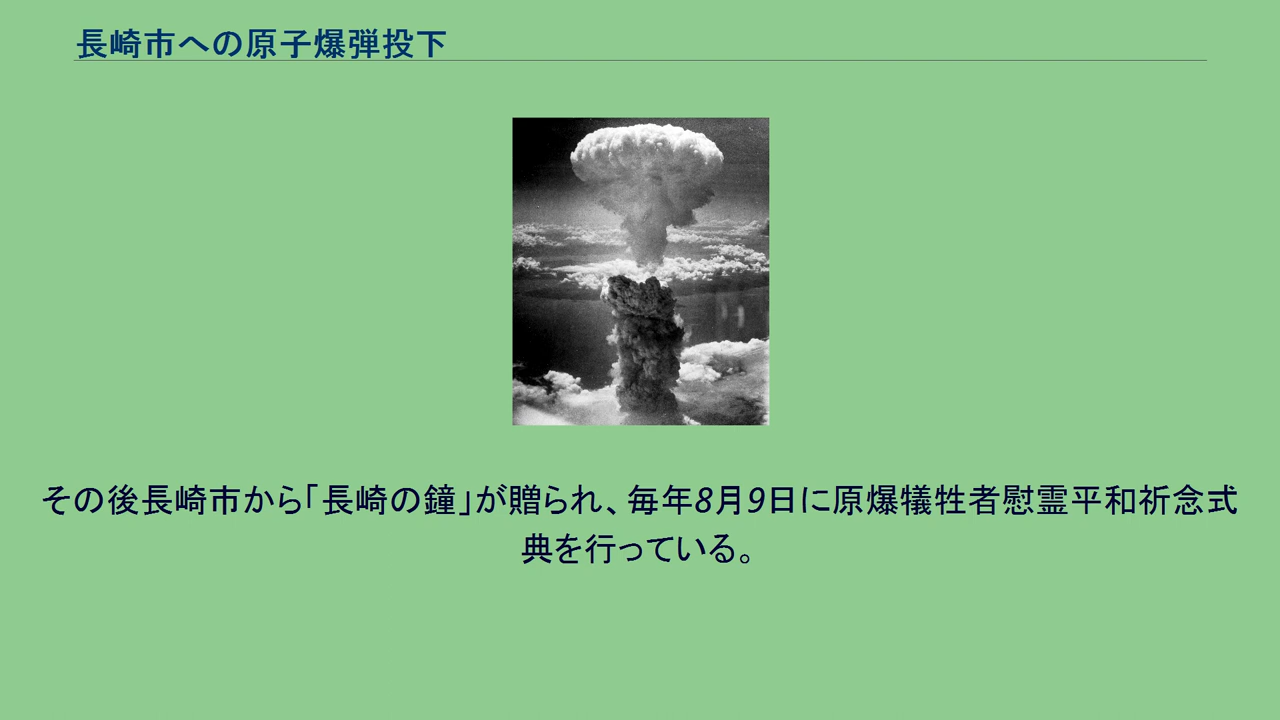 長崎市への原子爆弾投下
その後長崎市から「長崎の鐘」が贈られ、毎年8月9日に原爆犠牲者慰霊平和祈念式
典を行っている。